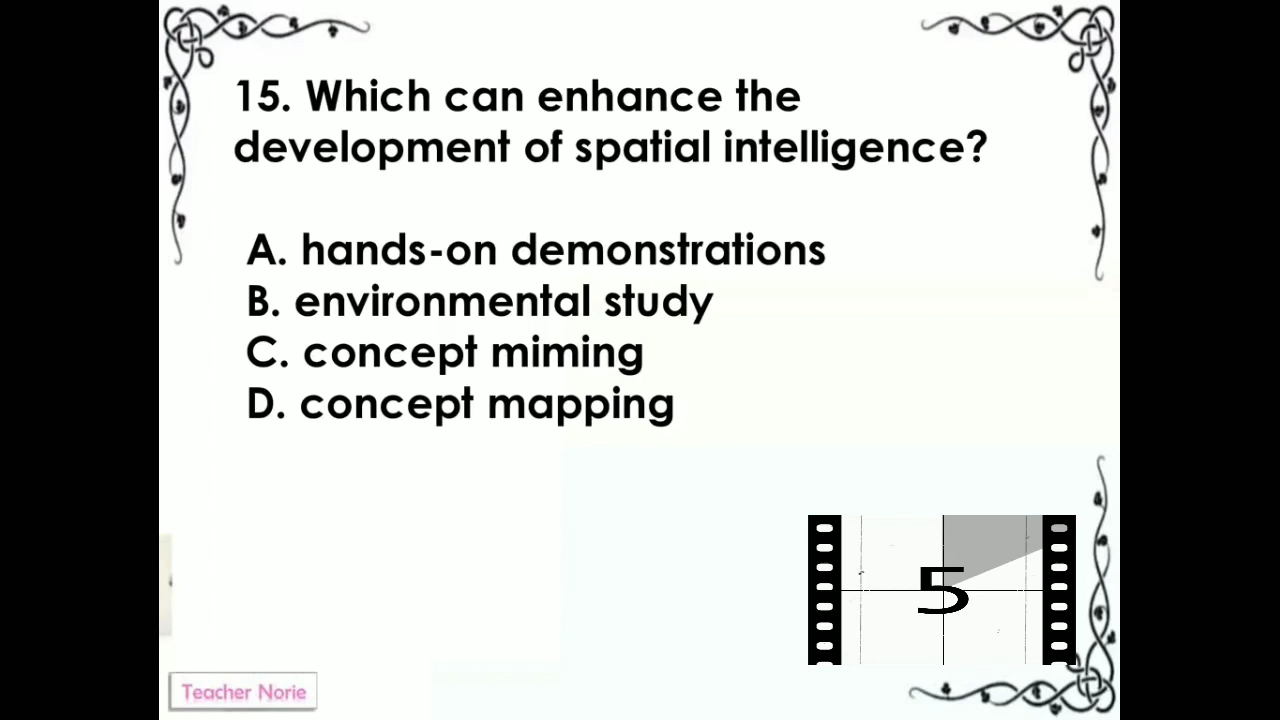 15. Which can enhance the
development of spatial intelligence?
A. hands-on demonstrations
B. environmental study
C. concept miming
D. concept mapping
5
Teacher Norie